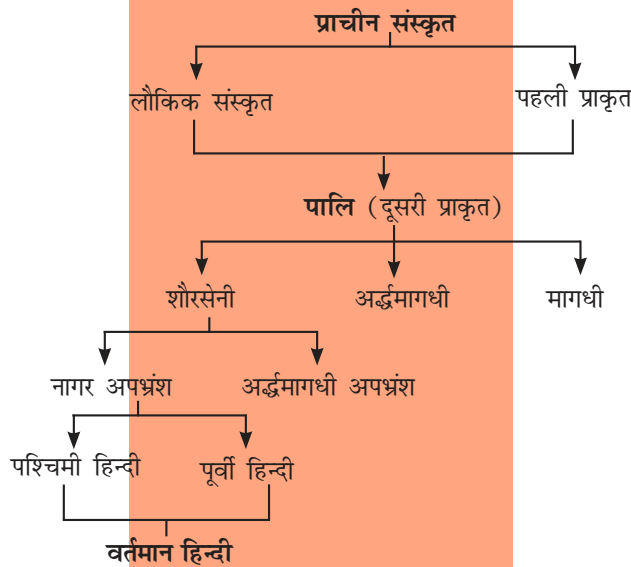 प्राचीन संस्कृत
लौकिक संस्कृत पहली प्राकृत
पालि (दूसरी प्राकृत)
शौरसेनी अर्द्धमागधी मागधी
नागर अपभ्रंश अर्द्धमागधी अपभ्रंश
पश्चिमी हिन्दी पूर्वी हिन्दी
वर्तमान हिन्दी